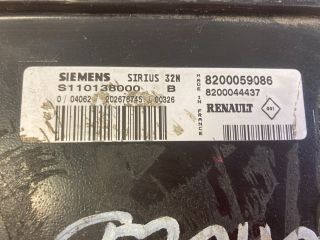 SIEMENS SIRIUS 32N
S110138000 B
0/ 04062 202678745 00326
MADE IN FRANCE
8200059086
8200044437
RENAULT